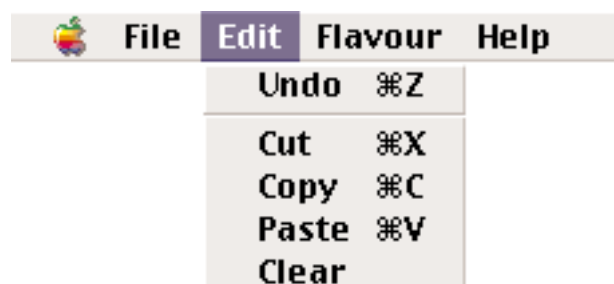 File Edit Flavour Help
Undo ⌘Z
Cut ⌘X
Copy ⌘C
Paste ⌘V
Clear